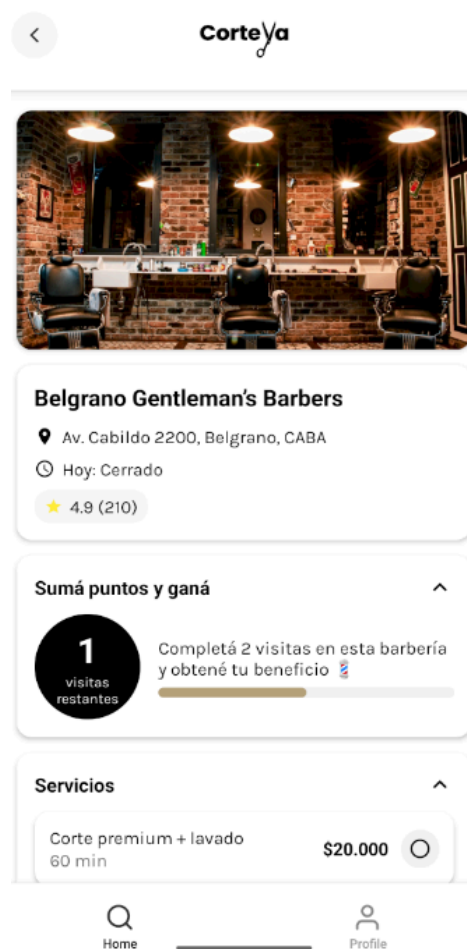 CorteYa
Belgrano Gentleman's Barbers
Av. Cabildo 2200, Belgrano, CABA
Hoy: Cerrado
4.9 (210)
Sumá puntos y ganá
1
visitas
restantes
Completá 2 visitas en esta barbería
y obtené tu beneficio 💈
Servicios
Corte premium + lavado
60 min
$20.000
Home
Profile